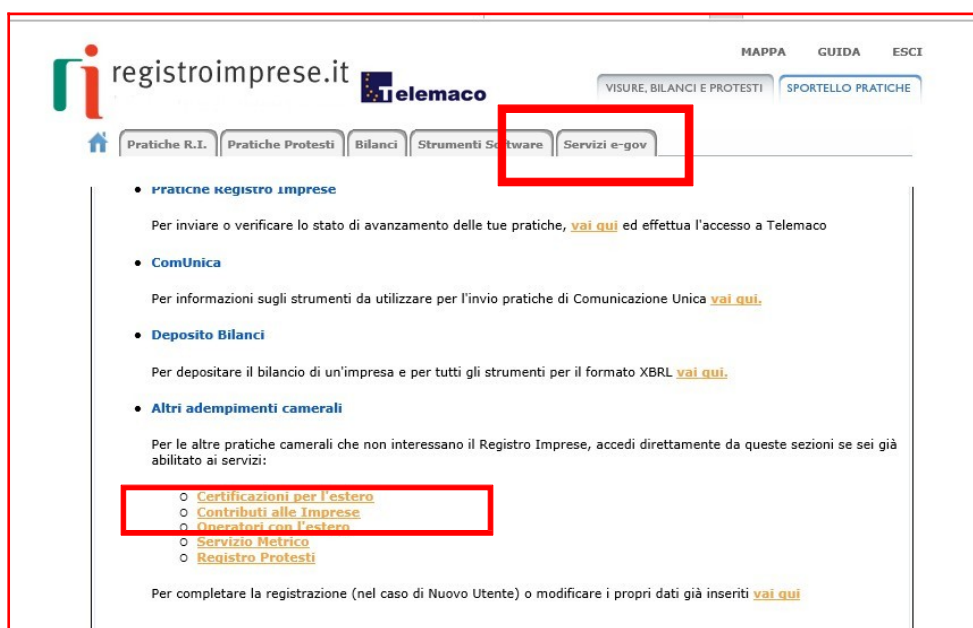 MAPPA GUIDA ESCI
registroimprese.it Telemaco
VISURE, BILANCI E PROTESTI SPORTELLO PRATICHE
Pratiche R.I. Pratiche Protesti Bilanci Strumenti Software Servizi e-gov
• Pratiche Registro Imprese
Per inviare o verificare lo stato di avanzamento delle tue pratiche, vai qui ed effettua l'accesso a Telemaco
• ComUnica
Per informazioni sugli strumenti da utilizzare per l'invio pratiche di Comunicazione Unica vai qui.
• Deposito Bilanci
Per depositare il bilancio di un'impresa e per tutti gli strumenti per il formato XBRL vai qui.
• Altri adempimenti camerali
Per le altre pratiche camerali che non interessano il Registro Imprese, accedi direttamente da queste sezioni se sei già
abilitato ai servizi:
o Certificazioni per l'estero
o Contributi alle Imprese
o Operatori con l'estero
o Servizio Metrico
o Registro Protesti
Per completare la registrazione (nel caso di Nuovo Utente) o modificare i propri dati già inseriti vai qui